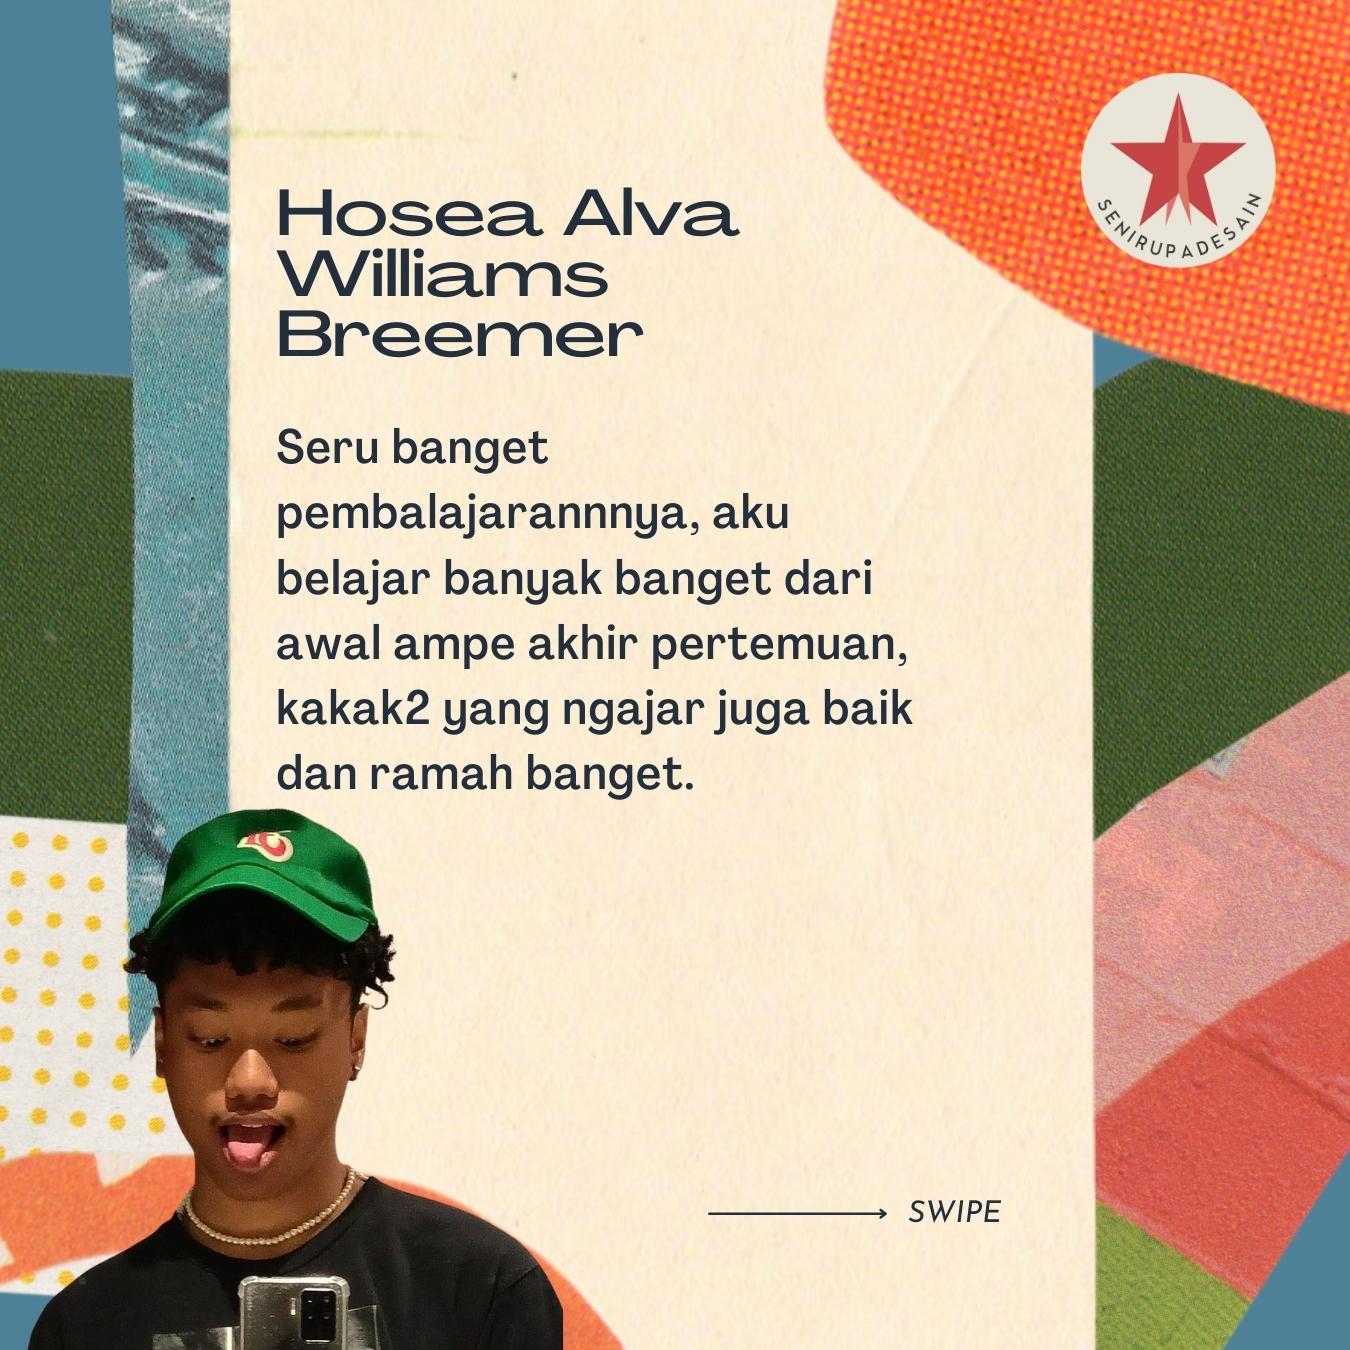 Hosea Alva
Williams
Breemer
SENIRUPADESAIN
Seru banget
pembalajarannnya, aku
belajar banyak banget dari
awal ampe akhir pertemuan,
kakak2 yang ngajar juga baik
dan ramah banget.
SWIPE